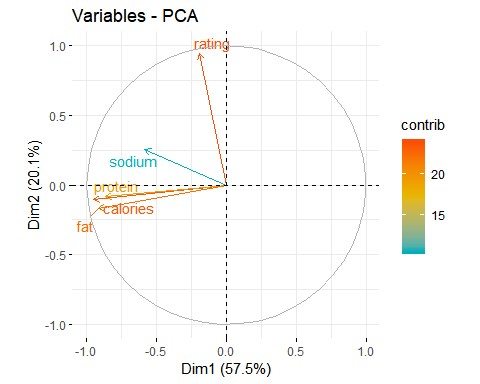 Variables - PCA
1.0
0.5
0.0
-0.5
-1.0
Dim2 (20.1%)
rating
sodium
protein
calories
fat
-1.0 -0.5 0.0 0.5 1.0
Dim1 (57.5%)
contrib
20
15